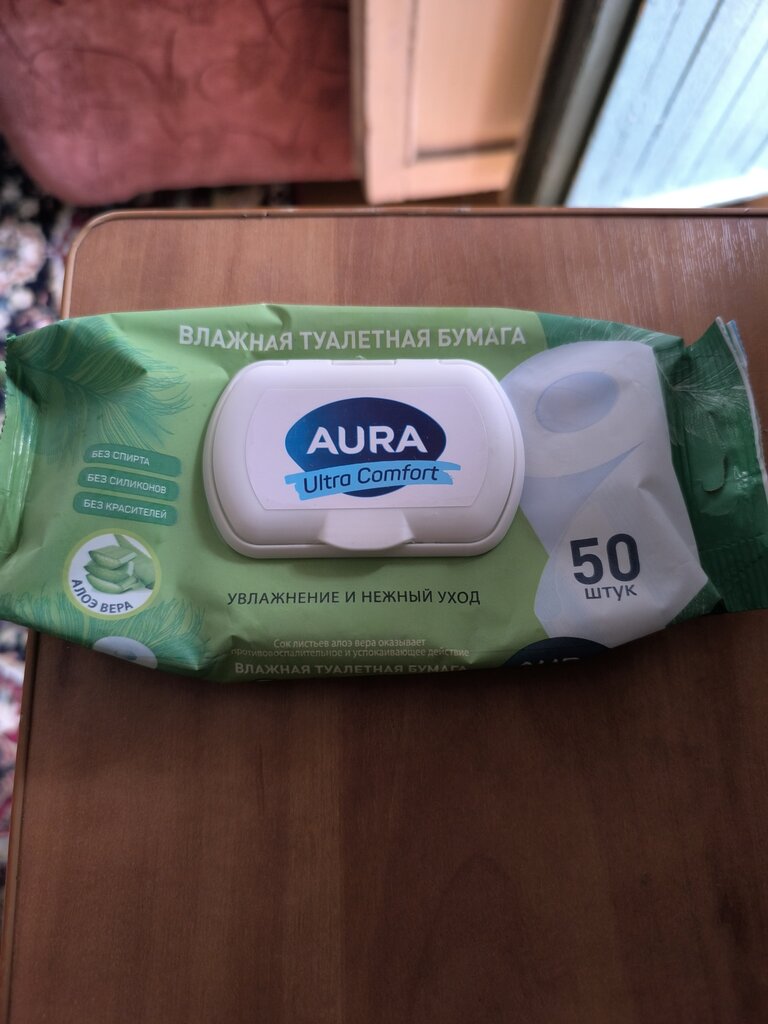 ВЛАЖНАЯ ТУАЛЕТНАЯ БУМАГА
AURA
Ultra Comfort
БЕЗ СПИРТА
БЕЗ СИЛИКОНОВ
БЕЗ КРАСИТЕЛЕЙ
АЛОЭ ВЕРА
50
ШТУК
УВЛАЖНЕНИЕ И НЕЖНЫЙ УХОД
Сок листьев алоэ вера оказывает
противовоспалительное и успокаивающее действие
ВЛАЖНАЯ ТУАЛЕТНАЯ БУМАГА